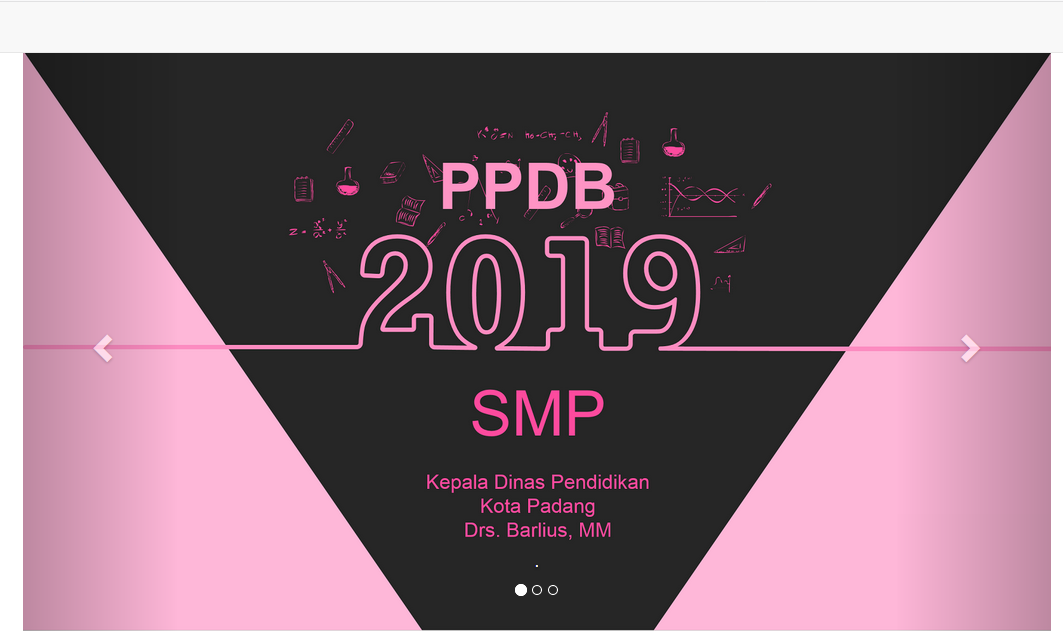 PPDB
2019
SMP
Kepala Dinas Pendidikan
Kota Padang
Drs. Barlius, MM
.